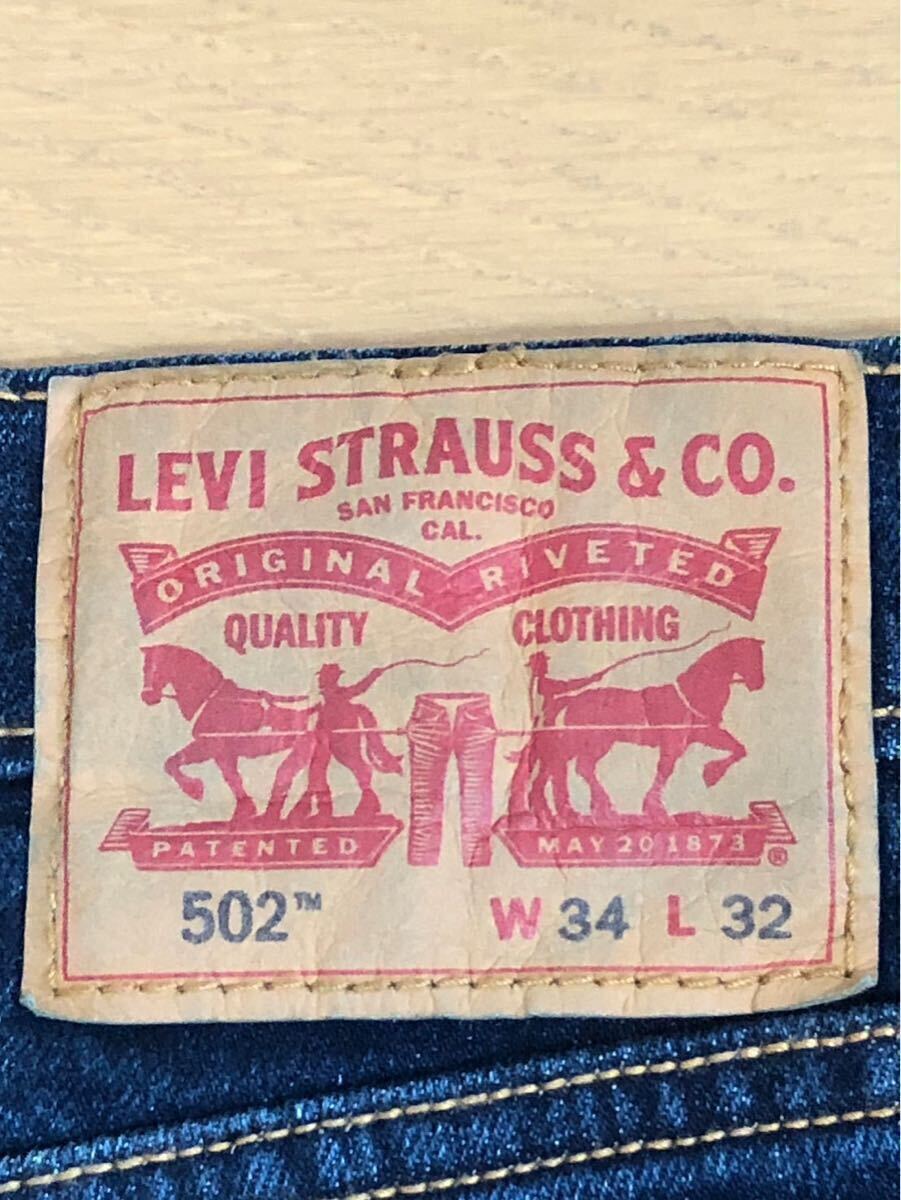 LEVI STRAUSS & CO.
SAN FRANCISCO
CAL.
ORIGINAL RIVETED
QUALITY CLOTHING
PATENTED MAY 20 1873 ®
502™ W 34 L 32